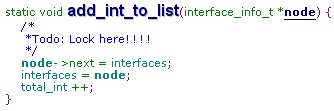 static void add_int_to_list(interface_info_t *node) {
/*
*Todo: Lock here!!!!
*/
node->next = interfaces;
interfaces = node;
total_int ++;
}